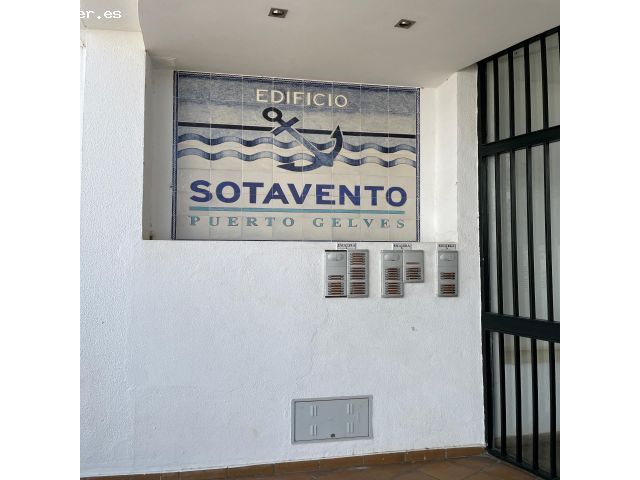 er.es
EDIFICIO
SOTAVENTO
PUERTO GELVES